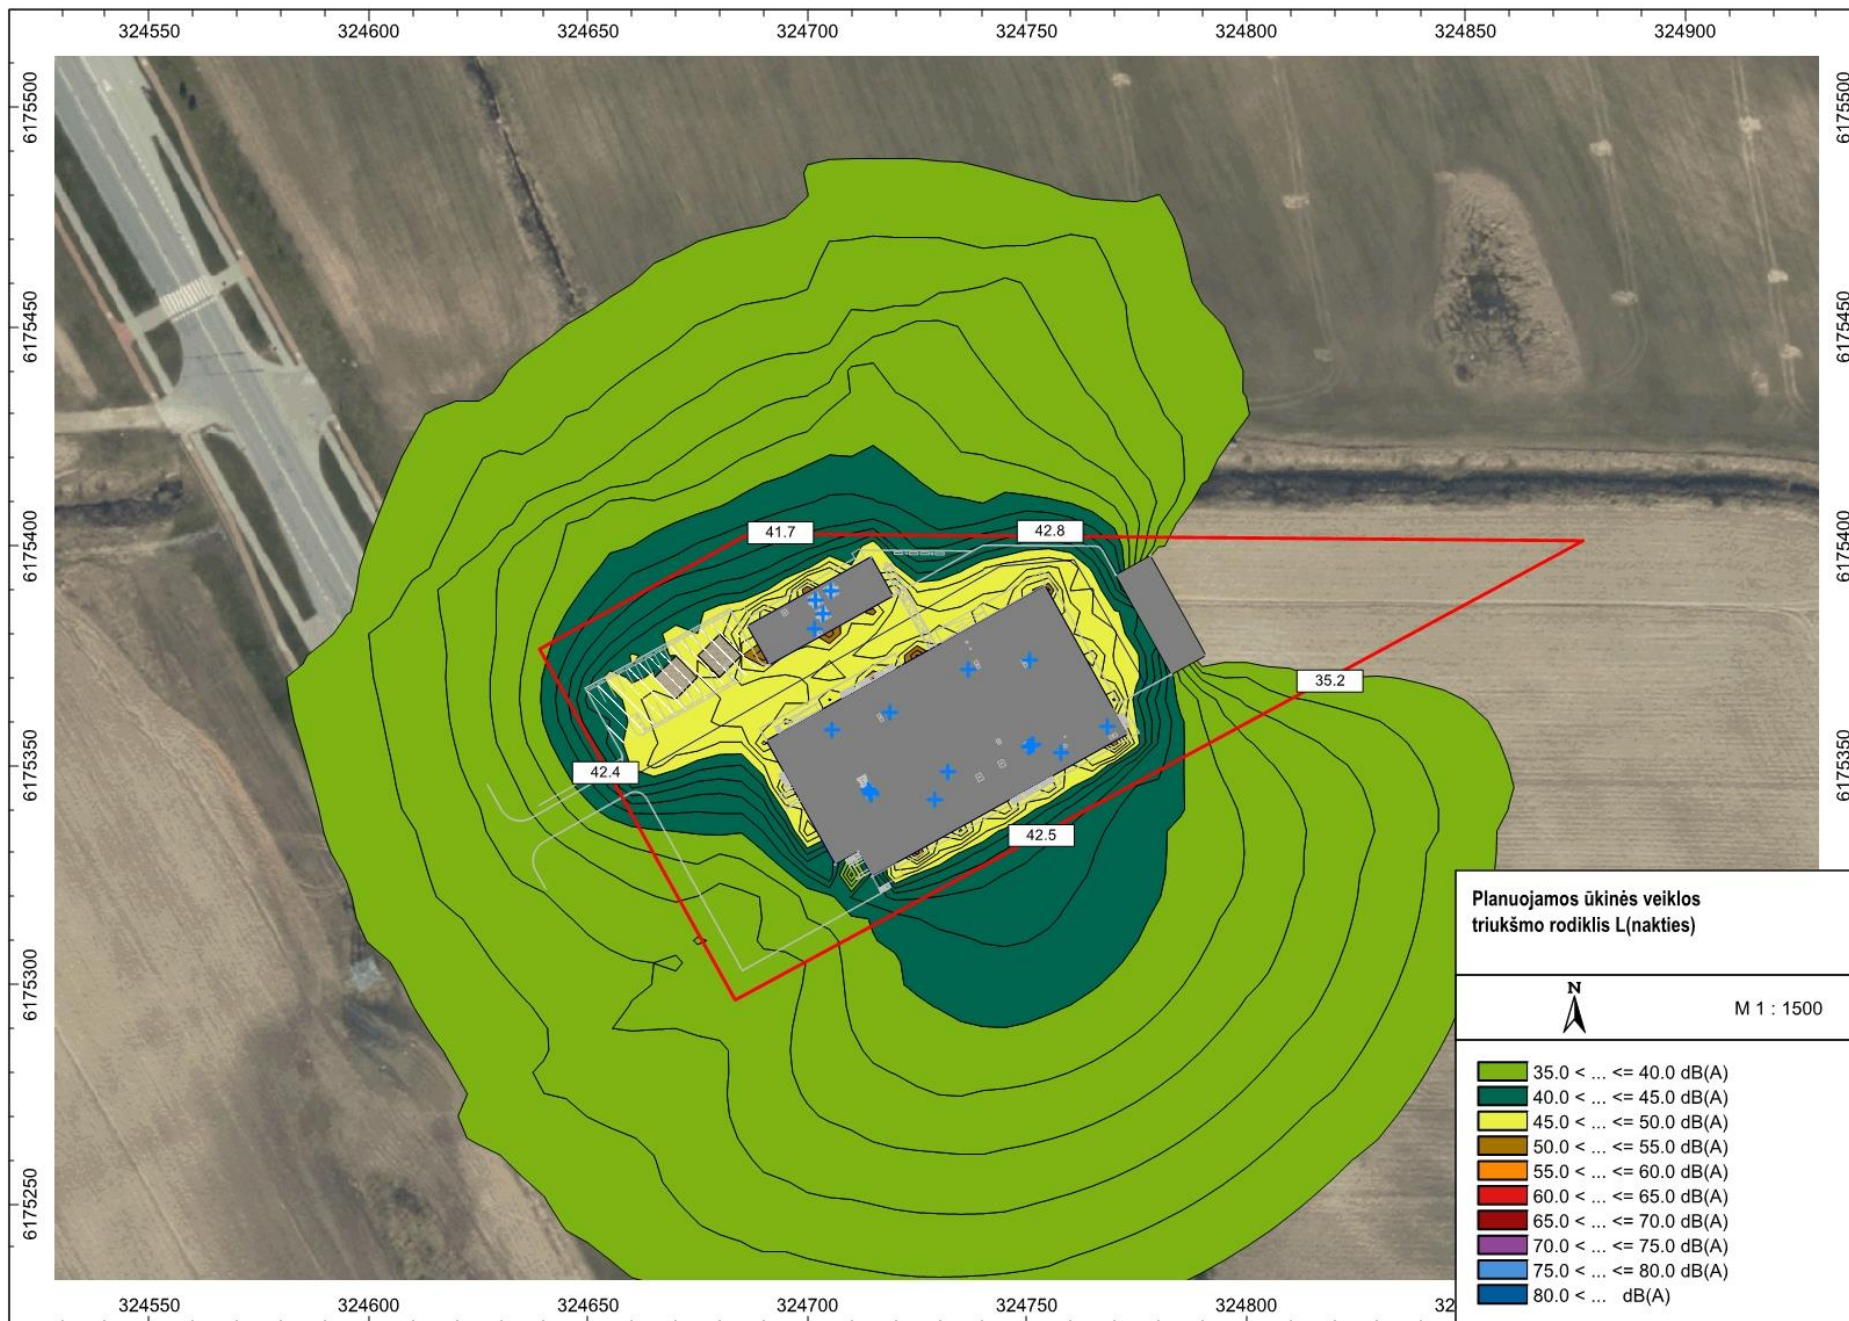 324550 324600 324650 324700 324750 324800 324850 324900
6175500 6175500
6175450 6175450
6175400 6175400
6175350 6175350
6175300
6175250
41.7 42.8
35.2
42.4
42.5
Planuojamos ūkinės veiklos
triukšmo rodiklis L(nakties)
N
M 1 : 1500
35.0 < ... <= 40.0 dB(A)
40.0 < ... <= 45.0 dB(A)
45.0 < ... <= 50.0 dB(A)
50.0 < ... <= 55.0 dB(A)
55.0 < ... <= 60.0 dB(A)
60.0 < ... <= 65.0 dB(A)
65.0 < ... <= 70.0 dB(A)
70.0 < ... <= 75.0 dB(A)
75.0 < ... <= 80.0 dB(A)
80.0 < ... dB(A)
324550 324600 324650 324700 324750 324800 32